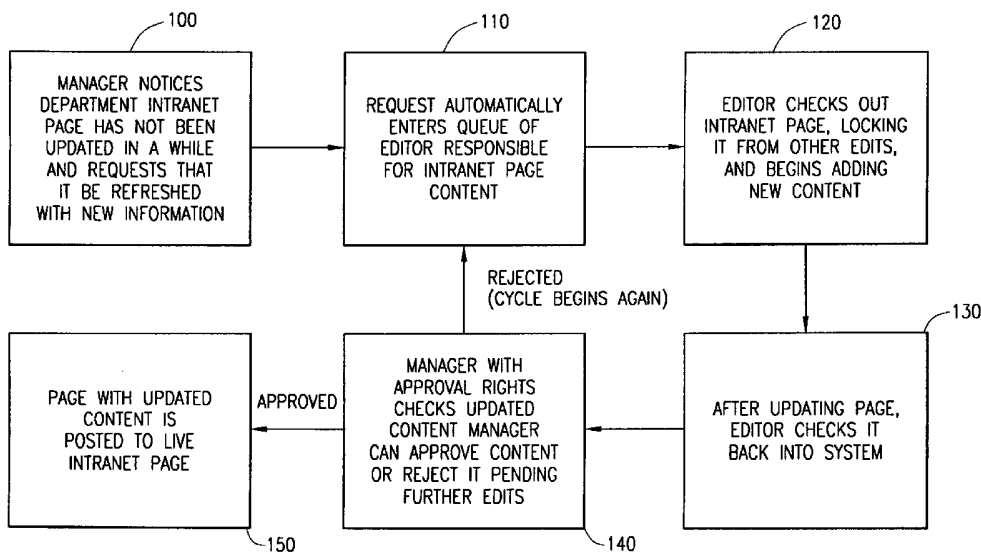 100
MANAGER NOTICES
DEPARTMENT INTRANET
PAGE HAS NOT BEEN
UPDATED IN A WHILE
AND REQUESTS THAT
IT BE REFRESHED
WITH NEW INFORMATION
110
REQUEST AUTOMATICALLY
ENTERS QUEUE OF
EDITOR RESPONSIBLE
FOR INTRANET PAGE
CONTENT
120
EDITOR CHECKS OUT
INTRANET PAGE, LOCKING
IT FROM OTHER EDITS,
AND BEGINS ADDING
NEW CONTENT
REJECTED
(CYCLE BEGINS AGAIN)
130
AFTER UPDATING PAGE,
EDITOR CHECKS IT
BACK INTO SYSTEM
MANAGER WITH
APPROVAL RIGHTS
CHECKS UPDATED
CONTENT MANAGER
CAN APPROVE CONTENT
OR REJECT IT PENDING
FURTHER EDITS
140
APPROVED
PAGE WITH UPDATED
CONTENT IS
POSTED TO LIVE
INTRANET PAGE
150